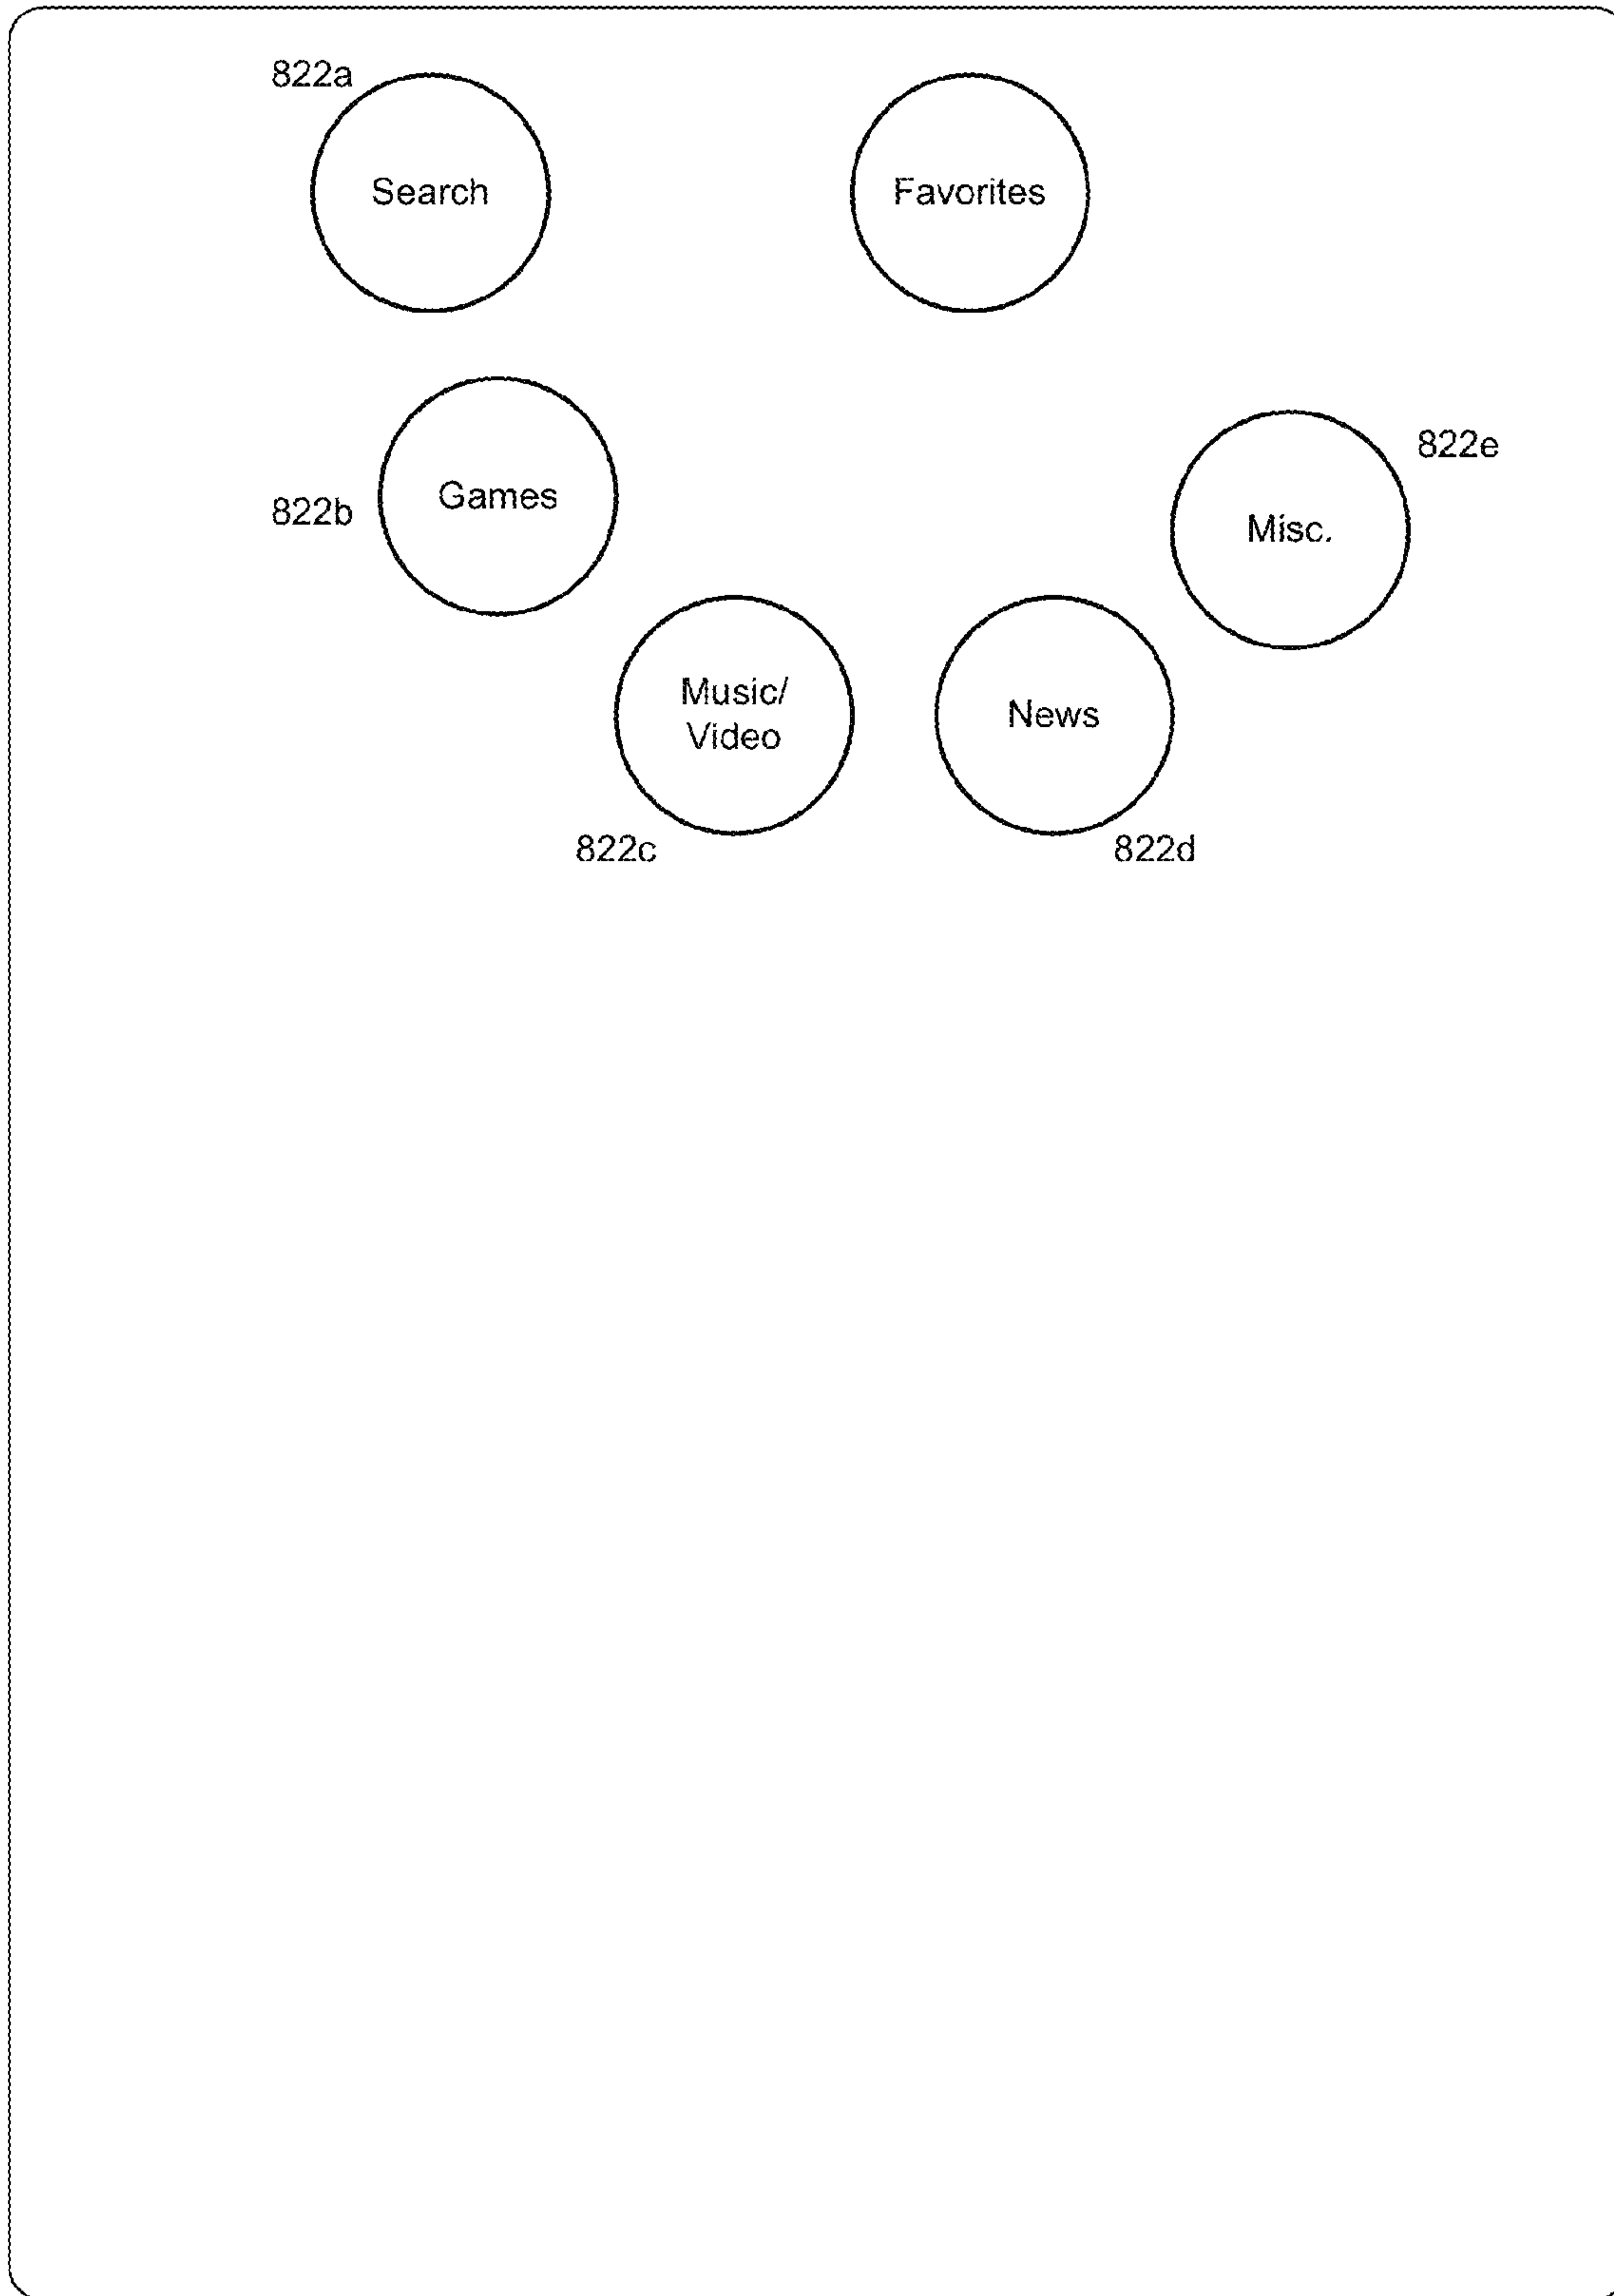 822a
Search
Favorites
822b
Games
822e
Misc.
Music/
Video
News
822c
822d